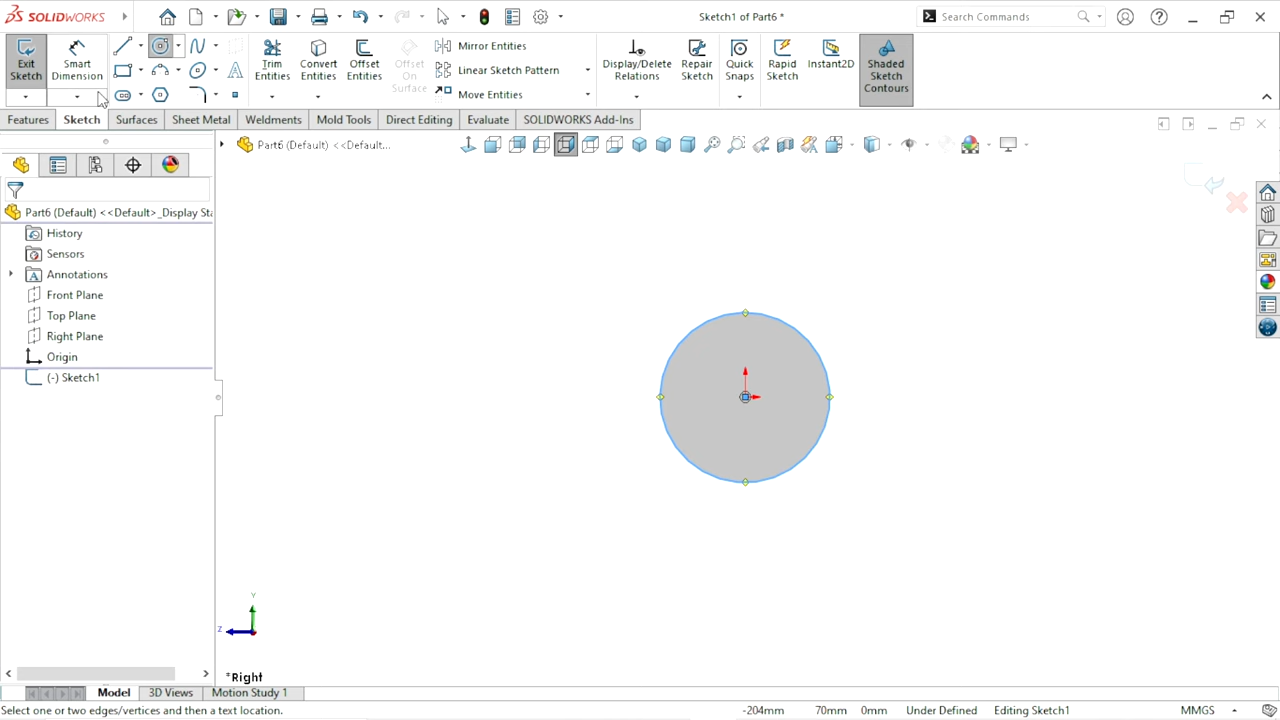 SOLIDWORKS
Sketch1 of Part6 *
Search Commands
Exit Sketch
Smart Dimension
Trim Entities
Convert Entities
Offset Entities
Offset On Surface
Mirror Entities
Linear Sketch Pattern
Move Entities
Display/Delete Relations
Repair Sketch
Quick Snaps
Rapid Sketch
Instant2D
Shaded Sketch Contours
Features Sketch Surfaces Sheet Metal Weldments Mold Tools Direct Editing Evaluate SOLIDWORKS Add-Ins
Part6 (Default) <<Default...
Part6 (Default) <<Default>_Display Sta
History
Sensors
Annotations
Front Plane
Top Plane
Right Plane
Origin
(-) Sketch1
Y
Z
*Right
Model 3D Views Motion Study 1
Select one or two edges/vertices and then a text location.
-204mm 70mm 0mm Under Defined Editing Sketch1 MMGS